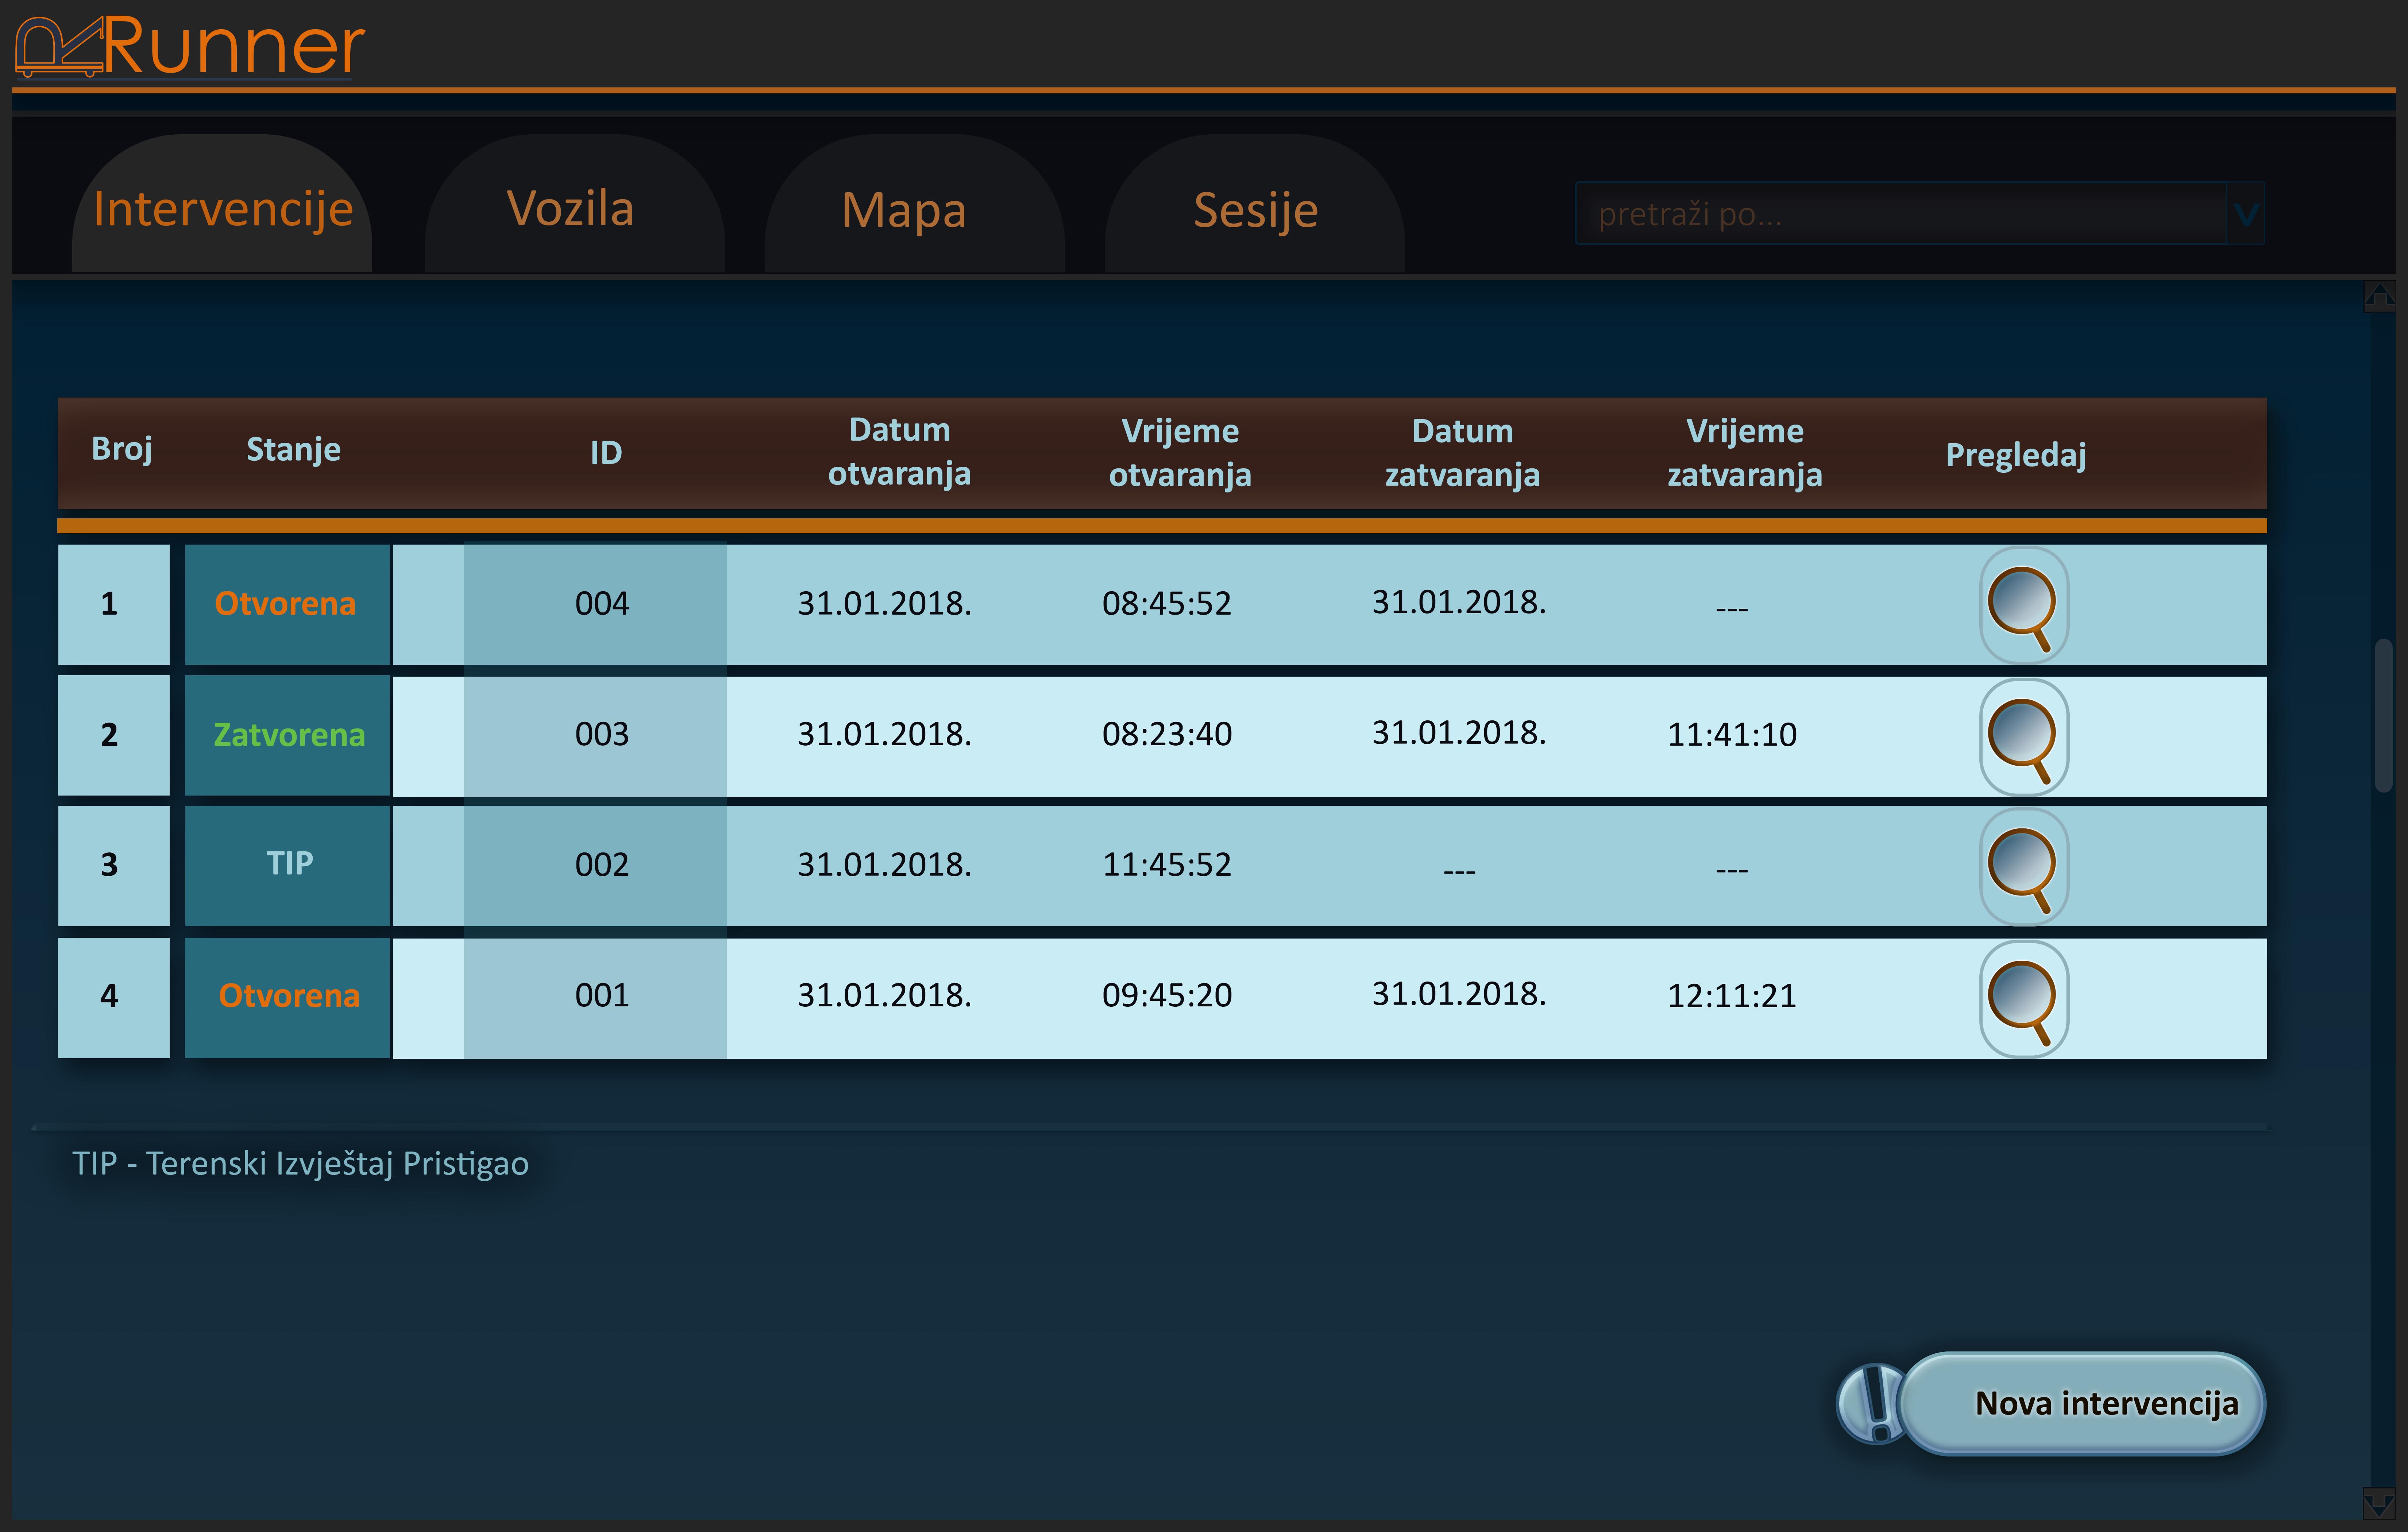 Runner
Intervencije Vozila Mapa Sesije pretraži po...
Broj Stanje ID Datum otvaranja Vrijeme otvaranja Datum zatvaranja Vrijeme zatvaranja Pregledaj
1 Otvorena 004 31.01.2018. 08:45:52 31.01.2018. ---
2 Zatvorena 003 31.01.2018. 08:23:40 31.01.2018. 11:41:10
3 TIP 002 31.01.2018. 11:45:52 --- ---
4 Otvorena 001 31.01.2018. 09:45:20 31.01.2018. 12:11:21
TIP - Terenski Izvještaj Pristigao
! Nova intervencija